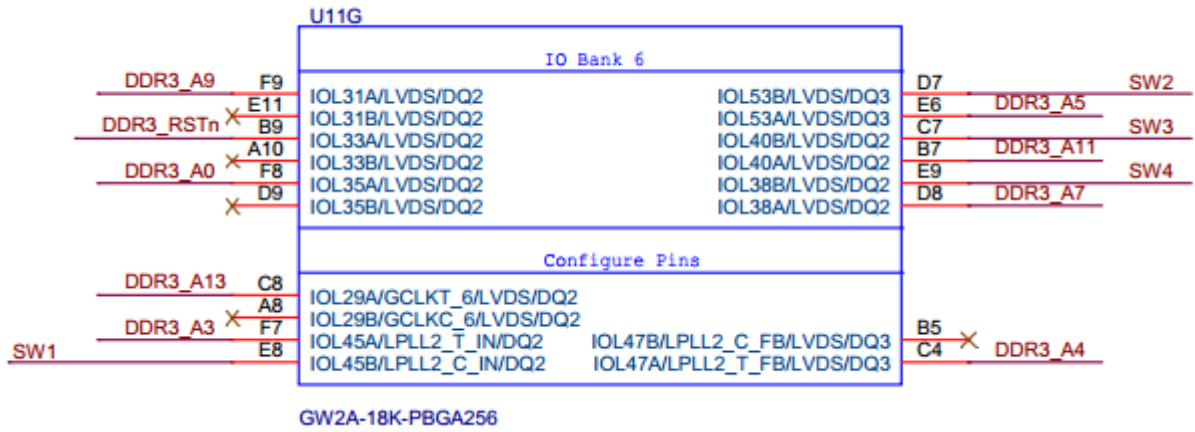 U11G
IO Bank 6
DDR3_A9 F9 IOL31A/LVDS/DQ2 IOL53B/LVDS/DQ3 D7 SW2
E11 IOL31B/LVDS/DQ2 IOL53A/LVDS/DQ3 E6 DDR3_A5
DDR3_RSTn B9 IOL33A/LVDS/DQ2 IOL40B/LVDS/DQ2 C7 SW3
A10 IOL33B/LVDS/DQ2 IOL40A/LVDS/DQ2 B7 DDR3_A11
DDR3_A0 F8 IOL35A/LVDS/DQ2 IOL38B/LVDS/DQ2 E9 SW4
D9 IOL35B/LVDS/DQ2 IOL38A/LVDS/DQ2 D8 DDR3_A7
Configure Pins
DDR3_A13 C8 IOL29A/GCLKT_6/LVDS/DQ2
A8 IOL29B/GCLKC_6/LVDS/DQ2
DDR3_A3 F7 IOL45A/LPLL2_T_IN/DQ2 IOL47B/LPLL2_C_FB/LVDS/DQ3 B5
SW1 E8 IOL45B/LPLL2_C_IN/DQ2 IOL47A/LPLL2_T_FB/LVDS/DQ3 C4 DDR3_A4
GW2A-18K-PBGA256